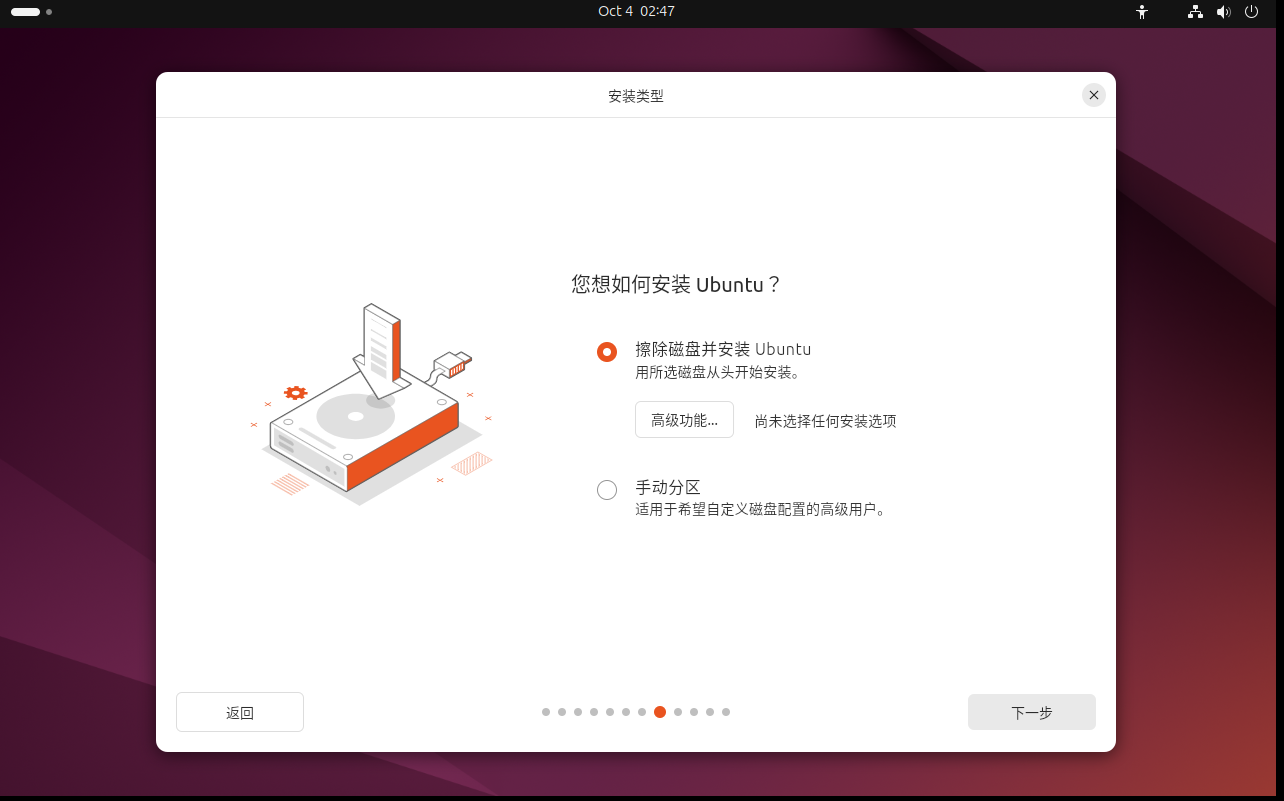 Oct 4 02:47
安装类型
您想如何安装 Ubuntu？
擦除磁盘并安装 Ubuntu
用所选磁盘从头开始安装。
高级功能...
尚未选择任何安装选项
手动分区
适用于希望自定义磁盘配置的高级用户。
返回
下一步